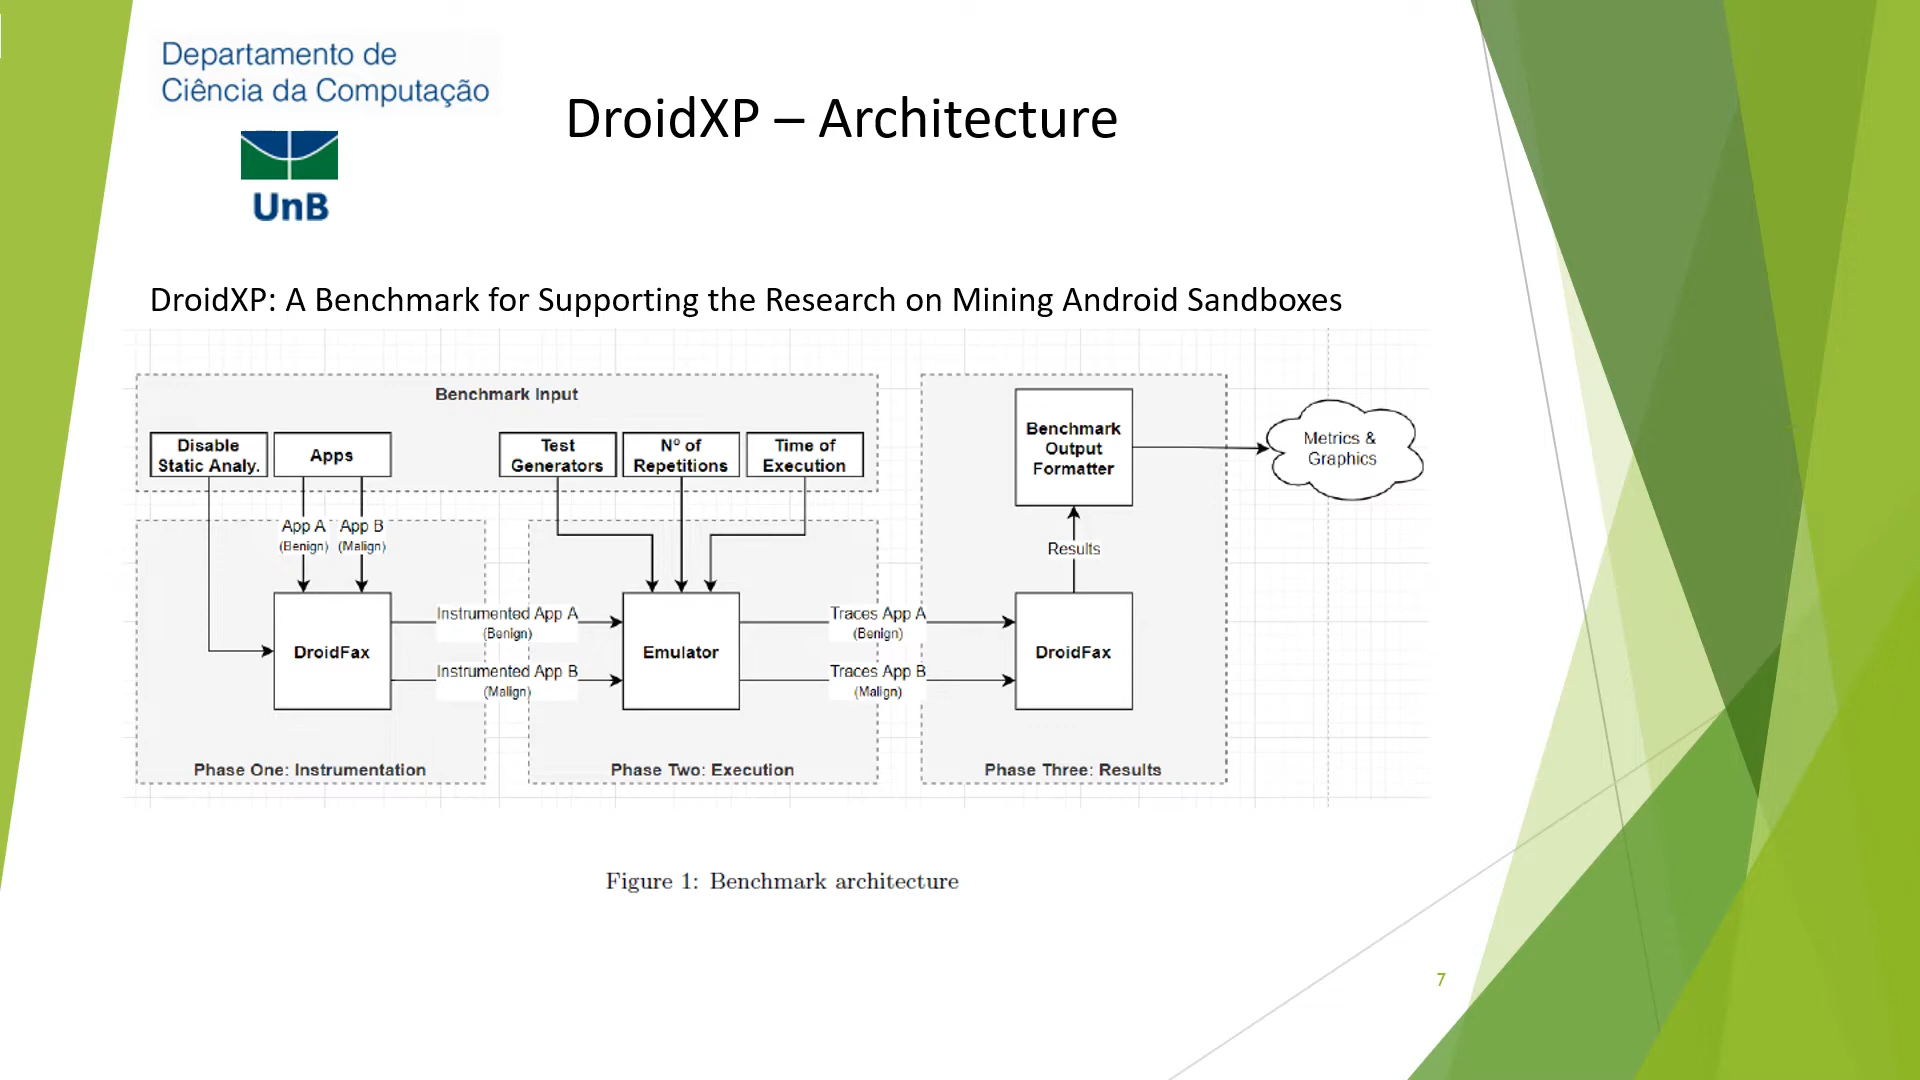 Departamento de
Ciência da Computação
UnB
DroidXP – Architecture
DroidXP: A Benchmark for Supporting the Research on Mining Android Sandboxes
Benchmark Input
Disable
Static Analy.
Apps
Test
Generators
Nº of
Repetitions
Time of
Execution
App A
(Benign)
App B
(Malign)
DroidFax
Instrumented App A
(Benign)
Instrumented App B
(Malign)
Phase One: Instrumentation
Emulator
Traces App A
(Benign)
Traces App B
(Malign)
Phase Two: Execution
Benchmark
Output
Formatter
Results
DroidFax
Phase Three: Results
Metrics &
Graphics
Figure 1: Benchmark architecture
7